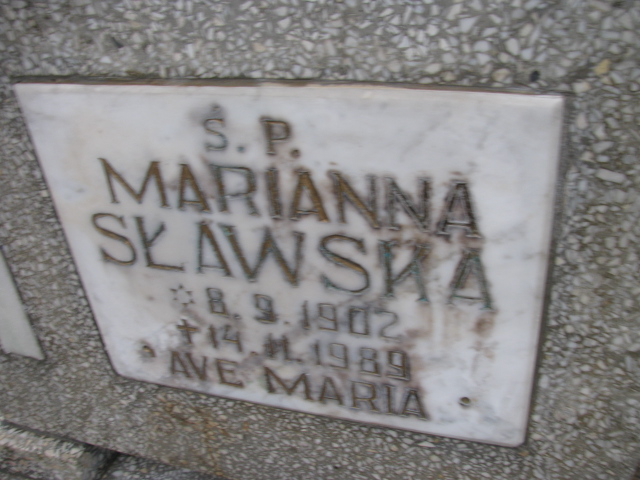 Ś. P.
MARIANNA
SŁAWSKA
* 8. 9. 1902
✝ 14. 11. 1989
AVE MARIA